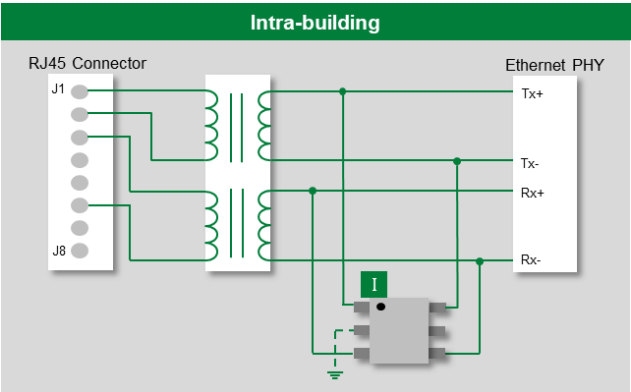 Intra-building
RJ45 Connector
Ethernet PHY
J1
Tx+
Tx-
Rx+
J8
Rx-
I